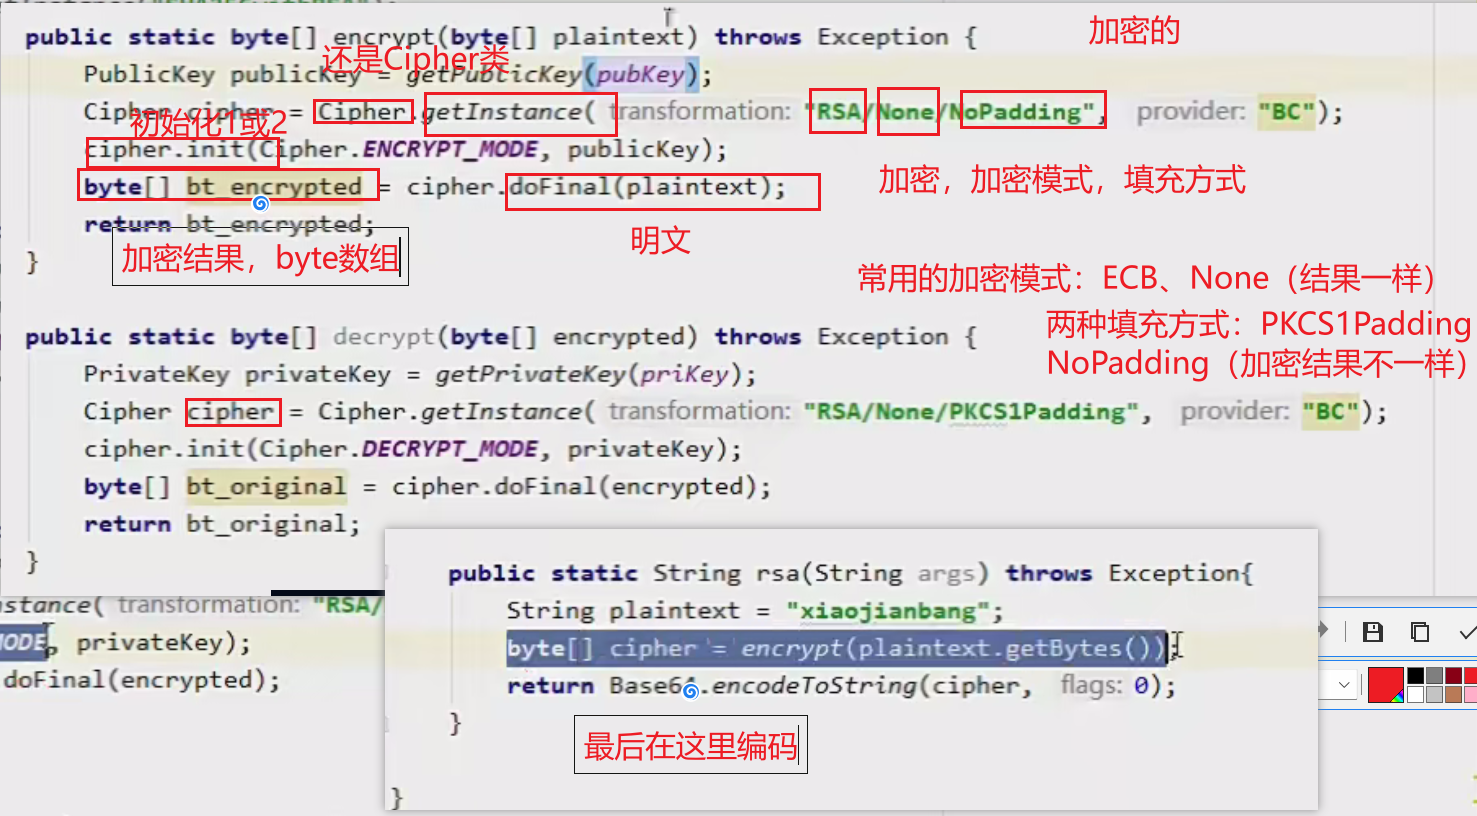 加密的
public static byte[] encrypt(byte[] plaintext) throws Exception {
还是Cipher类
PublicKey publicKey = getPublicKey(pubKey);
Cipher cipher = Cipher.getInstance( transformation: "RSA/None/NoPadding", provider: "BC");
初始化1或2
cipher.init(Cipher.ENCRYPT_MODE, publicKey);
byte[] bt_encrypted = cipher.doFinal(plaintext);
加密，加密模式，填充方式
return bt_encrypted;
明文
加密结果，byte数组
}
常用的加密模式：ECB、None（结果一样）
两种填充方式：PKCS1Padding
NoPadding（加密结果不一样）
public static byte[] decrypt(byte[] encrypted) throws Exception {
PrivateKey privateKey = getPrivateKey(priKey);
Cipher cipher = Cipher.getInstance( transformation: "RSA/None/PKCS1Padding", provider: "BC");
cipher.init(Cipher.DECRYPT_MODE, privateKey);
byte[] bt_original = cipher.doFinal(encrypted);
return bt_original;
}
nstance( transformation: "RSA/
MODE, privateKey);
doFinal(encrypted);
public static String rsa(String args) throws Exception{
String plaintext = "xiaojianbang";
byte[] cipher = encrypt(plaintext.getBytes());
return Base64.encodeToString(cipher, flags: 0);
}
最后在这里编码
}